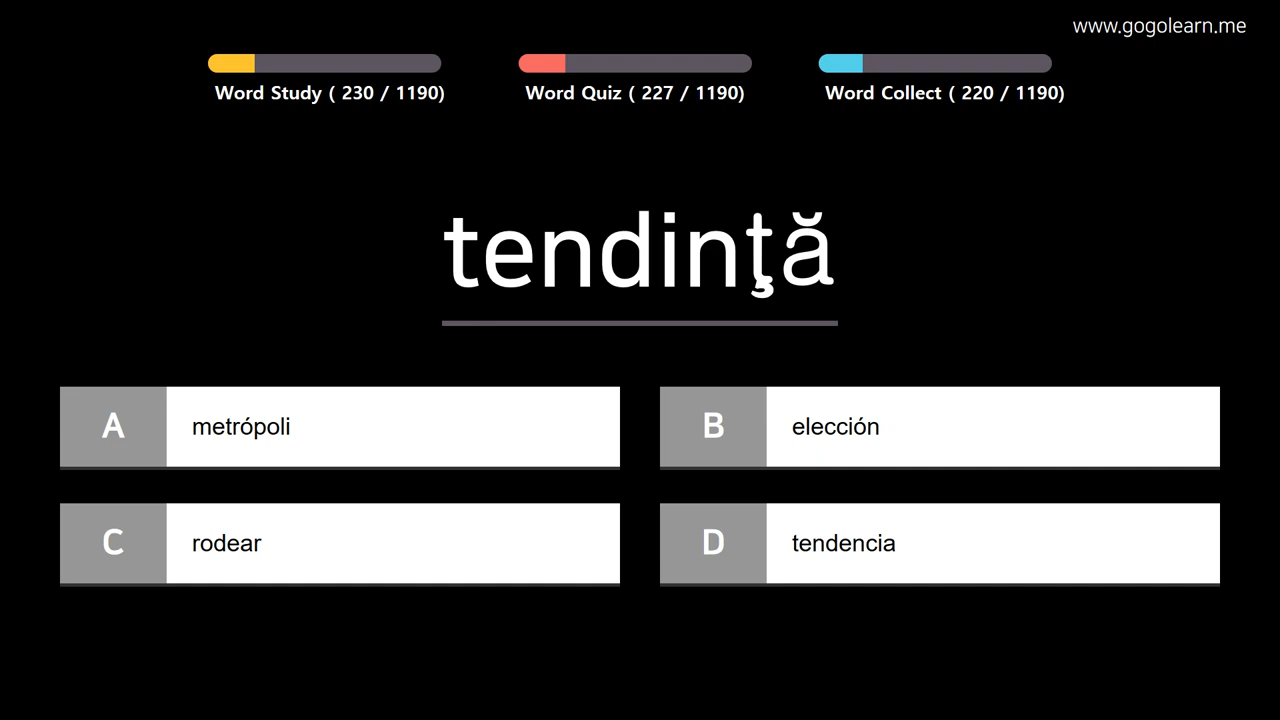 www.gogolearn.me
Word Study ( 230 / 1190)
Word Quiz ( 227 / 1190)
Word Collect ( 220 / 1190)
tendinţă
A
metrópoli
B
elección
C
rodear
D
tendencia